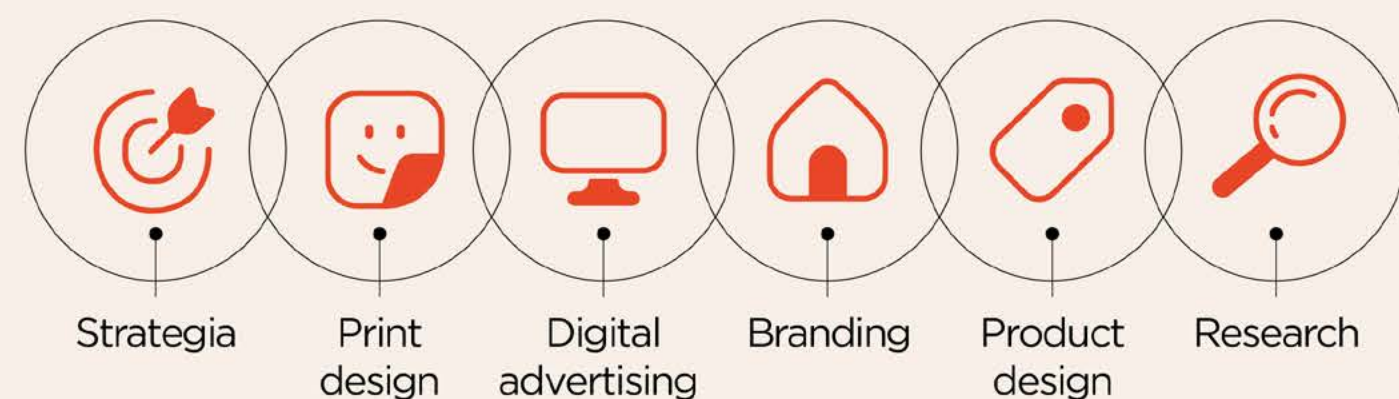 Strategia
Print
design
Digital
advertising
Branding
Product
design
Research